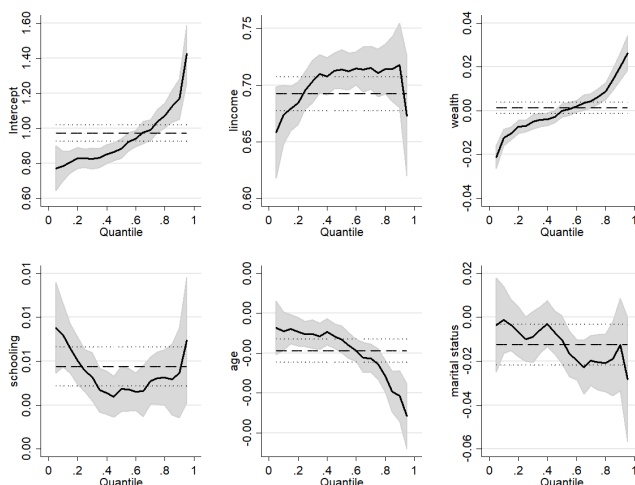 Intercept
1.60
1.40
1.20
1.00
0.80
0.60
0 .2 .4 .6 .8 1
Quantile
lincome
0.75
0.70
0.65
0.60
0 .2 .4 .6 .8 1
Quantile
wealth
0.04
0.02
0.00
-0.02
-0.04
0 .2 .4 .6 .8 1
Quantile
schooling
0.01
0.01
0.01
0.00
0.00
0 .2 .4 .6 .8 1
Quantile
age
0.00
0.00
-0.00
-0.00
-0.00
0 .2 .4 .6 .8 1
Quantile
marital status
0.02
0.00
-0.02
-0.04
-0.06
0 .2 .4 .6 .8 1
Quantile